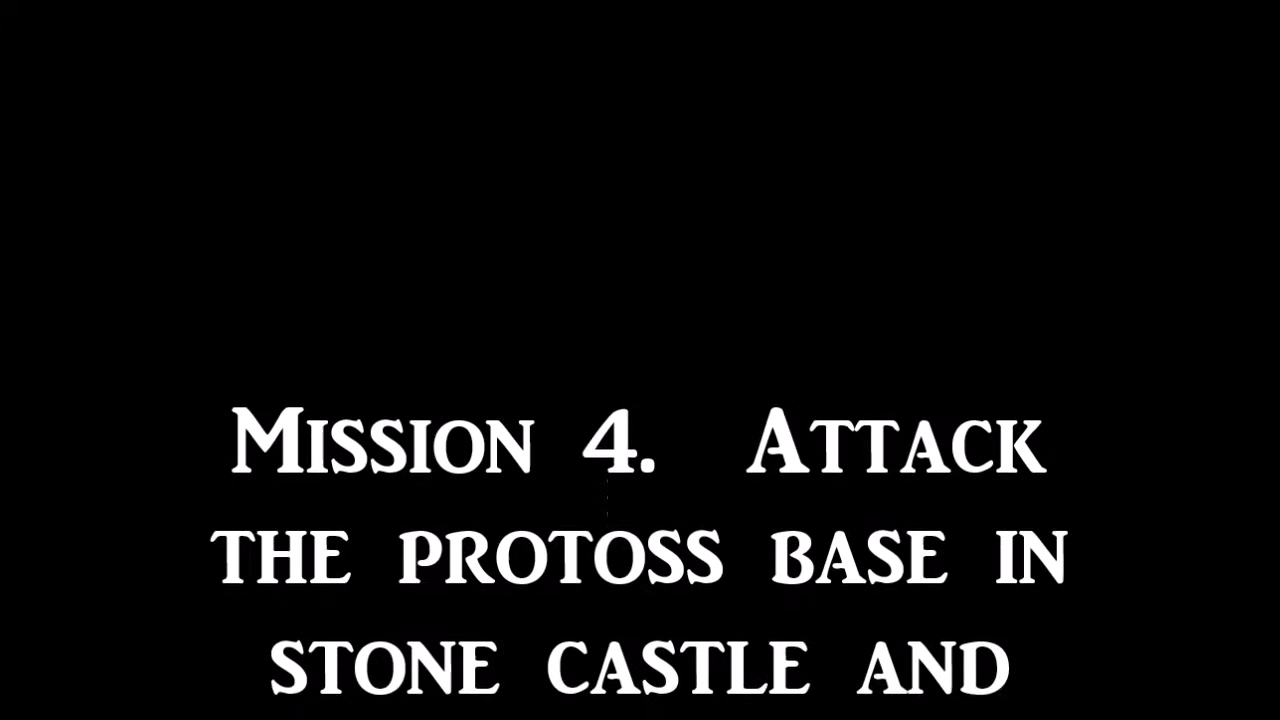 Mission 4. Attack
the protoss base in
stone castle and